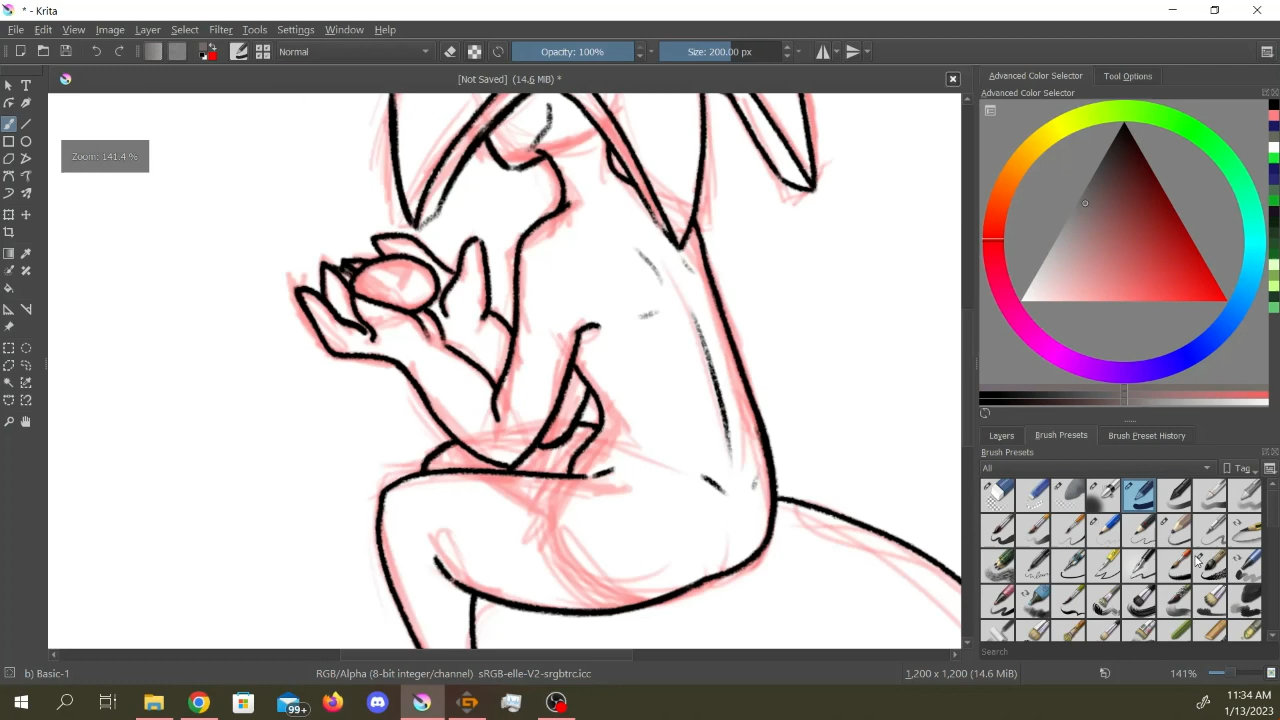 * - Krita
File Edit View Image Layer Select Filter Tools Settings Window Help
Normal Opacity: 100% Size: 200.00 px
[Not Saved] (14.6 MiB) *
Advanced Color Selector Tool Options
Advanced Color Selector
Zoom: 141.4 %
Layers Brush Presets Brush Preset History
Brush Presets
All Tag
Search
b) Basic-1 RGB/Alpha (8-bit integer/channel) sRGB-elle-V2-srgbtrc.icc 1,200 x 1,200 (14.6 MiB) 141%
99+
11:34 AM
1/13/2023